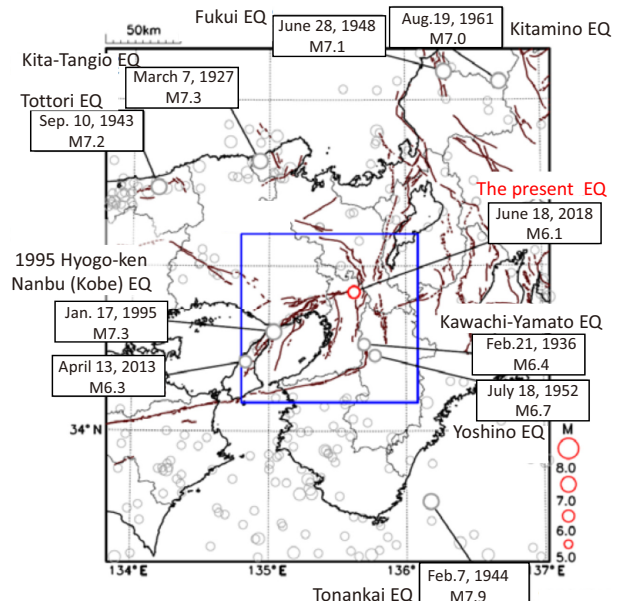 Fukui EQ
June 28, 1948
M7.1
Aug.19, 1961
M7.0
Kitamino EQ
50km
Kita-Tangio EQ
March 7, 1927
M7.3
Tottori EQ
Sep. 10, 1943
M7.2
The present EQ
June 18, 2018
M6.1
1995 Hyogo-ken
Nanbu (Kobe) EQ
Jan. 17, 1995
M7.3
April 13, 2013
M6.3
Kawachi-Yamato EQ
Feb.21, 1936
M6.4
July 18, 1952
M6.7
Yoshino EQ
34°N
M
8.0
7.0
6.0
5.0
134°E
135°E
136°E
137°E
Tonankai EQ
Feb.7, 1944
M7.9